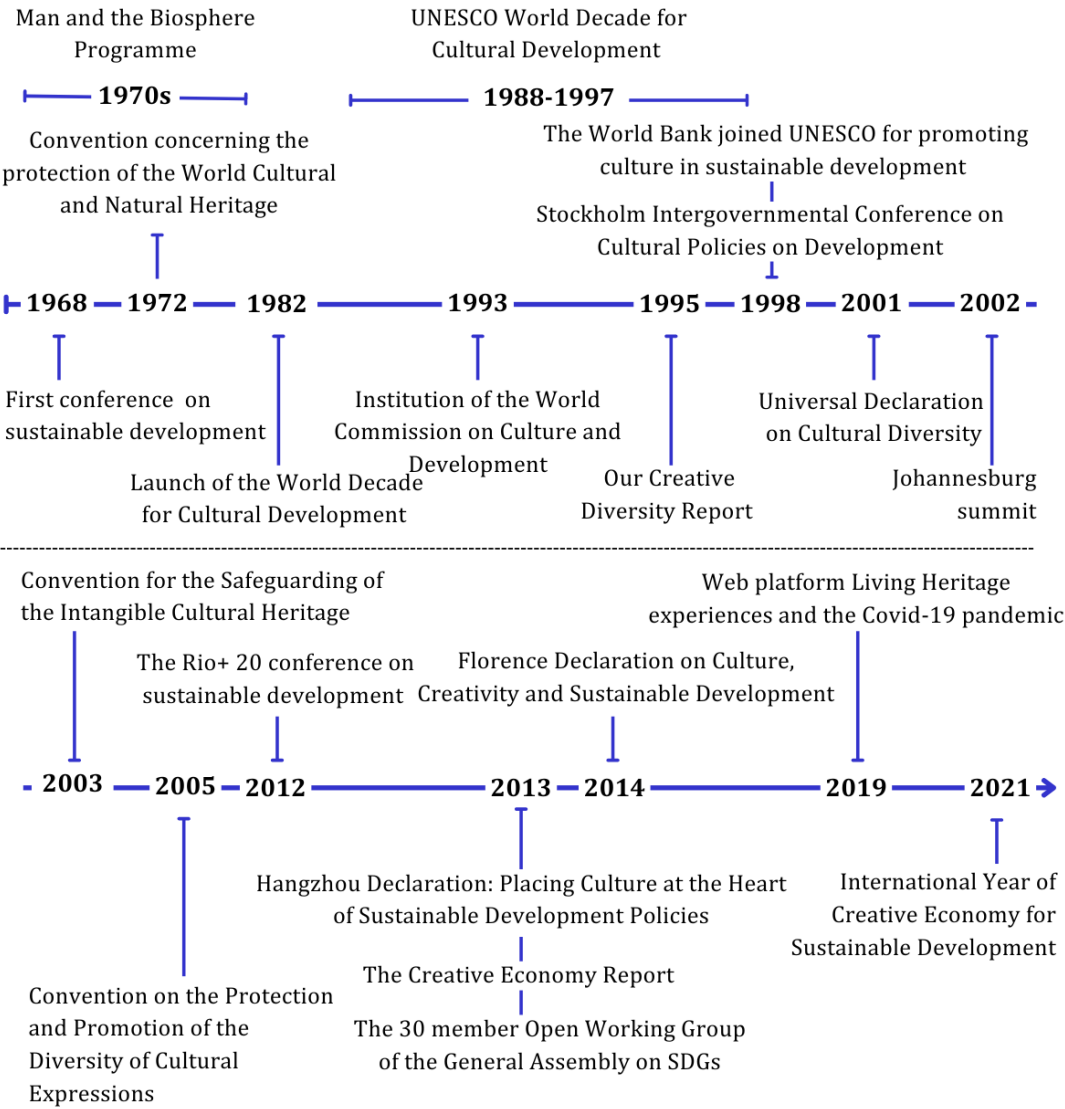 Man and the Biosphere
Programme
1970s
UNESCO World Decade for
Cultural Development
1988-1997
Convention concerning the
protection of the World Cultural
and Natural Heritage
The World Bank joined UNESCO for promoting
culture in sustainable development
Stockholm Intergovernmental Conference on
Cultural Policies on Development
1968 1972 1982 1993 1995 1998 2001 2002
First conference on
sustainable development
Launch of the World Decade
for Cultural Development
Institution of the World
Commission on Culture and
Development
Our Creative
Diversity Report
Universal Declaration
on Cultural Diversity
Johannesburg
summit
Convention for the Safeguarding of
the Intangible Cultural Heritage
The Rio+ 20 conference on
sustainable development
Florence Declaration on Culture,
Creativity and Sustainable Development
Web platform Living Heritage
experiences and the Covid-19 pandemic
2003 2005 2012 2013 2014 2019 2021
Convention on the Protection
and Promotion of the
Diversity of Cultural
Expressions
Hangzhou Declaration: Placing Culture at the Heart
of Sustainable Development Policies
The Creative Economy Report
The 30 member Open Working Group
of the General Assembly on SDGs
International Year of
Creative Economy for
Sustainable Development